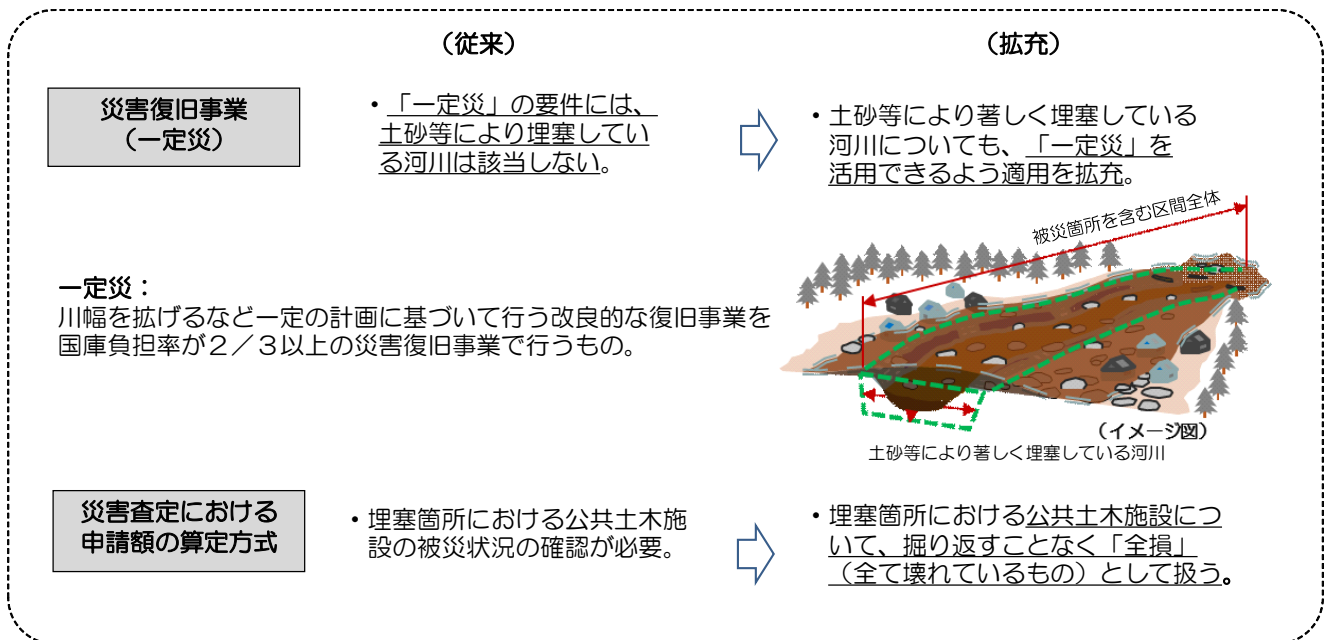 （従来）
（拡充）
災害復旧事業
（一定災）
・「一定災」の要件には、
土砂等により埋塞してい
る河川は該当しない。
・土砂等により著しく埋塞している
河川についても、「一定災」を
活用できるよう適用を拡充。
被災箇所を含む区間全体
一定災：
川幅を拡げるなど一定の計画に基づいて行う改良的な復旧事業を
国庫負担率が２／３以上の災害復旧事業で行うもの。
（イメージ図）
土砂等により著しく埋塞している河川
災害査定における
申請額の算定方式
・埋塞箇所における公共土木施
設の被災状況の確認が必要。
・埋塞箇所における公共土木施設につ
いて、掘り返すことなく「全損」
（全て壊れているもの）として扱う。